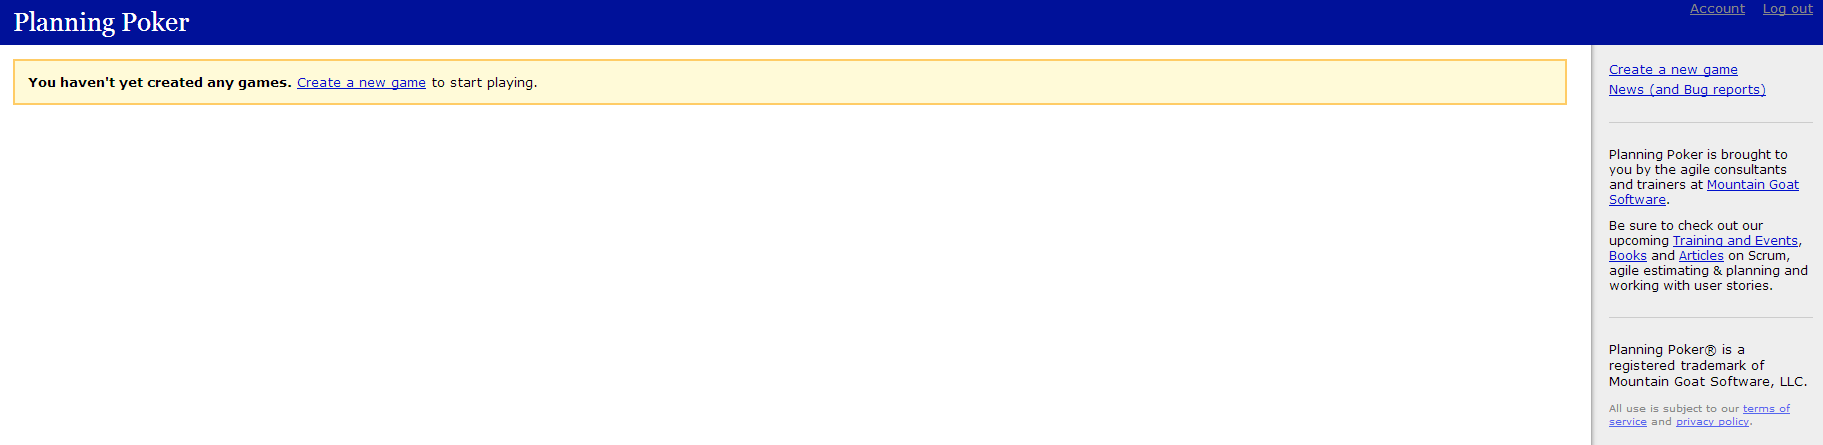 Planning Poker
Account Log out
You haven't yet created any games. Create a new game to start playing.
Create a new game
News (and Bug reports)
Planning Poker is brought to
you by the agile consultants
and trainers at Mountain Goat
Software.
Be sure to check out our
upcoming Training and Events,
Books and Articles on Scrum,
agile estimating & planning and
working with user stories.
Planning Poker® is a
registered trademark of
Mountain Goat Software, LLC.
All use is subject to our terms of
service and privacy policy.